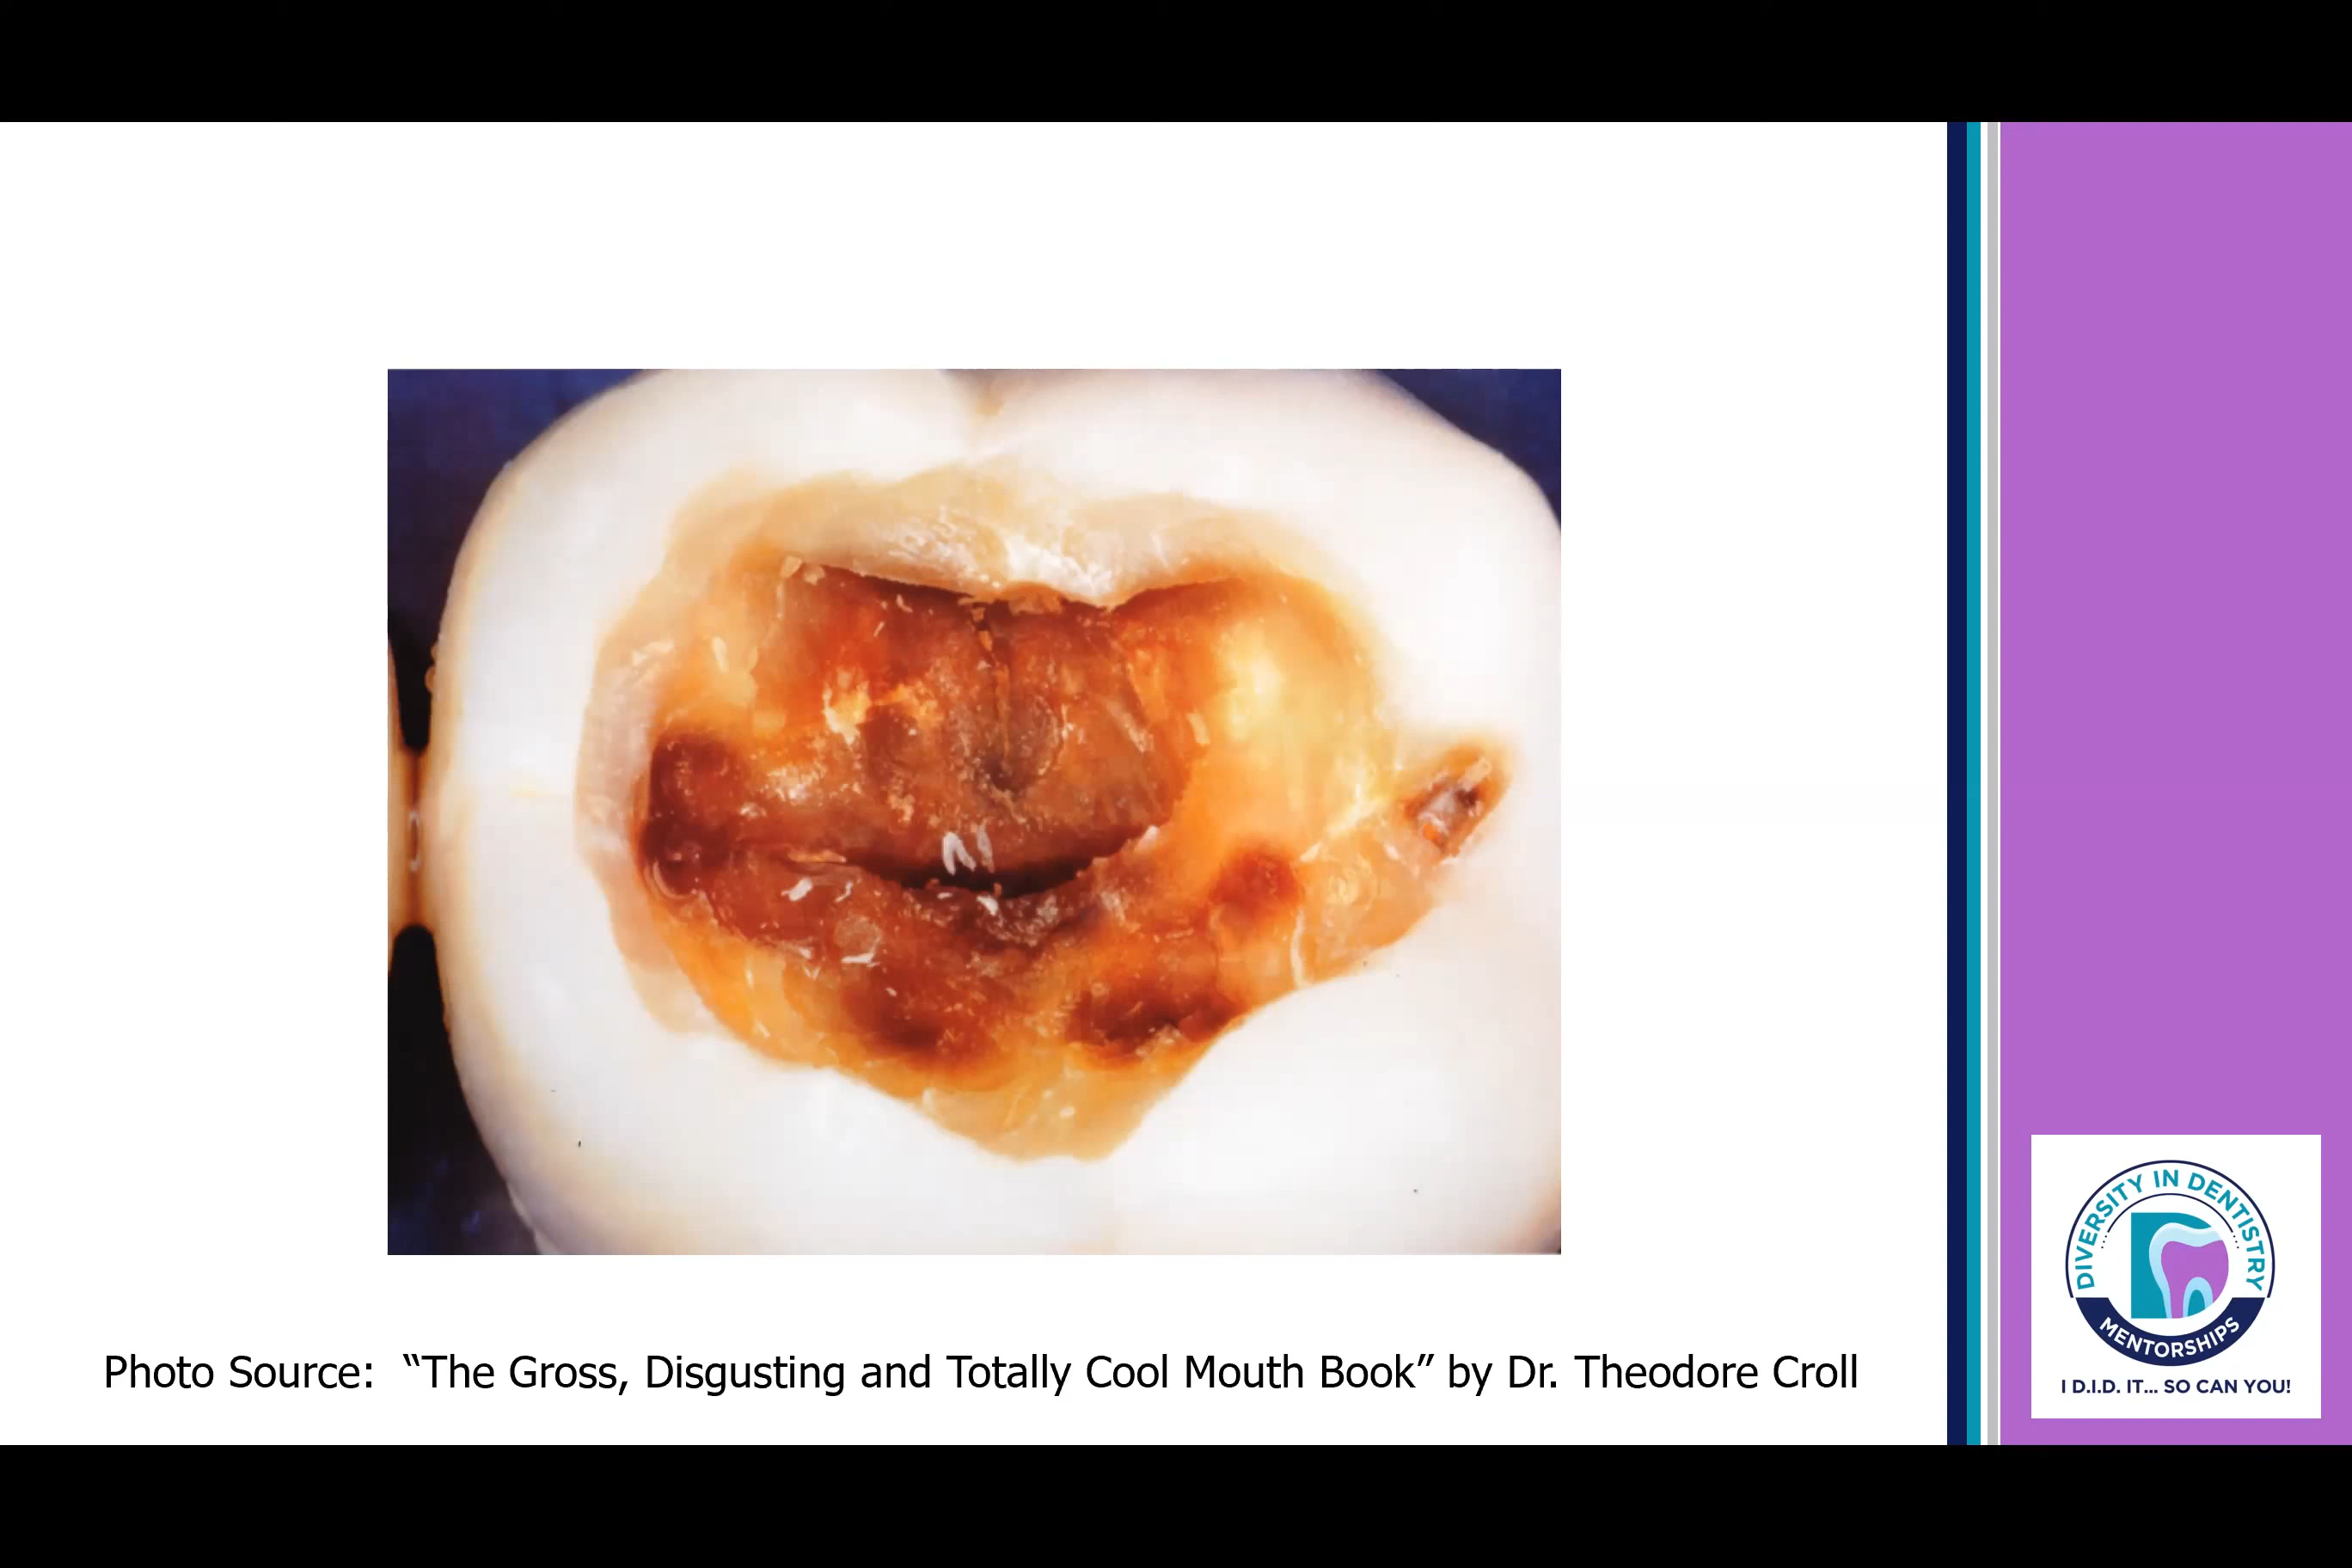 Photo Source:  “The Gross, Disgusting and Totally Cool Mouth Book” by Dr. Theodore Croll
DIVERSITY IN DENTISTRY
MENTORSHIPS
I D.I.D. IT... SO CAN YOU!